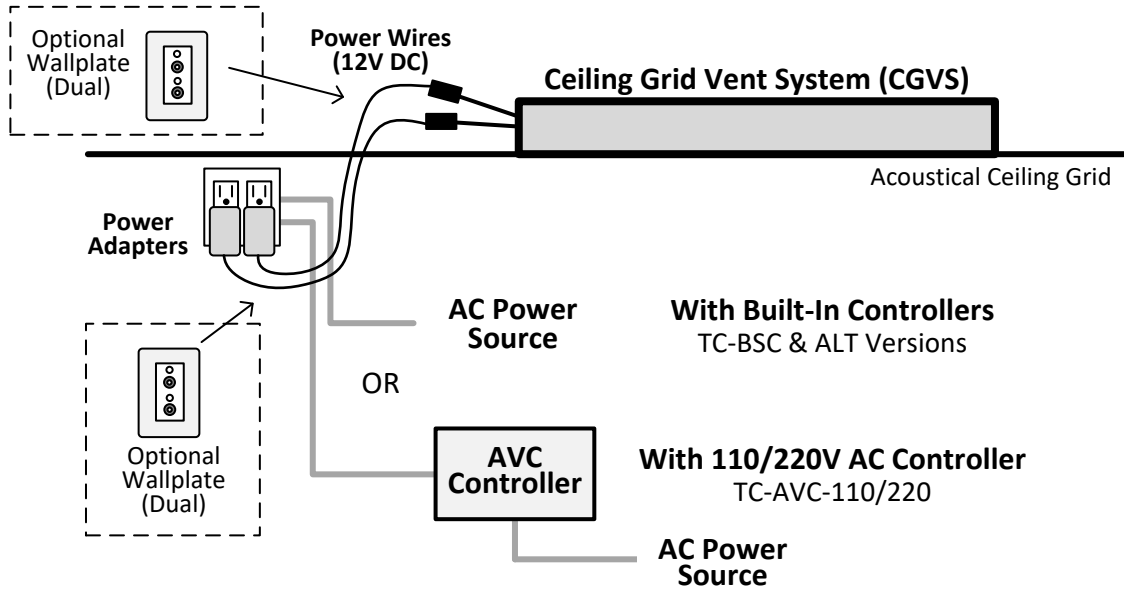 Optional
Wallplate
(Dual)
Power Wires
(12V DC)
Ceiling Grid Vent System (CGVS)
Acoustical Ceiling Grid
Power
Adapters
AC Power
Source
With Built-In Controllers
TC-BSC & ALT Versions
OR
Optional
Wallplate
(Dual)
AVC
Controller
With 110/220V AC Controller
TC-AVC-110/220
AC Power
Source